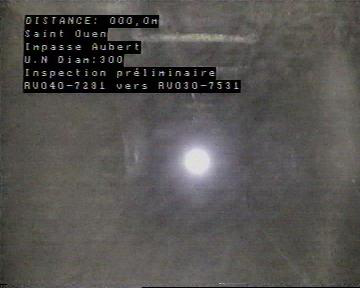 DISTANCE: 000,0m
Saint Ouen
Impasse Aubert
U.N Diam:300
Inspection préliminaire
RV040-7281 vers RV030-7531